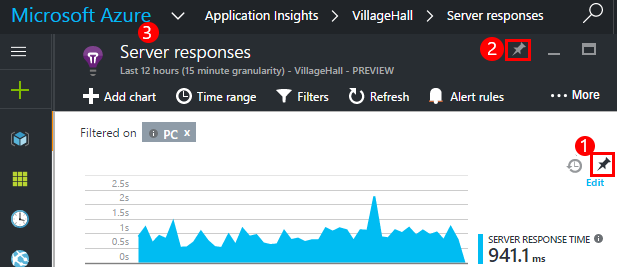 Microsoft Azure Application Insights VillageHall Server responses
3
Server responses
2
Last 12 hours (15 minute granularity) - VillageHall - PREVIEW
Add chart Time range Filters Refresh Alert rules ••• More
Filtered on PC x
1
Edit
2.5s
2s
1.5s
1s
0.5s
0s
SERVER RESPONSE TIME
941.1 ms